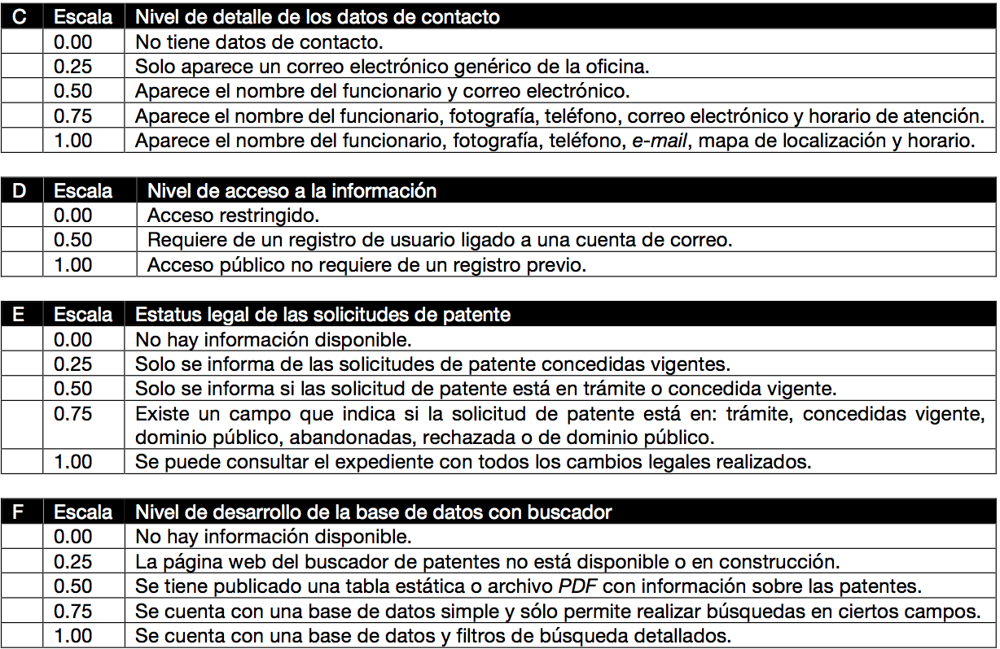 C Escala Nivel de detalle de los datos de contacto
0.00 No tiene datos de contacto.
0.25 Solo aparece un correo electrónico genérico de la oficina.
0.50 Aparece el nombre del funcionario y correo electrónico.
0.75 Aparece el nombre del funcionario, fotografía, teléfono, correo electrónico y horario de atención.
1.00 Aparece el nombre del funcionario, fotografía, teléfono, e-mail, mapa de localización y horario.
D Escala Nivel de acceso a la información
0.00 Acceso restringido.
0.50 Requiere de un registro de usuario ligado a una cuenta de correo.
1.00 Acceso público no requiere de un registro previo.
E Escala Estatus legal de las solicitudes de patente
0.00 No hay información disponible.
0.25 Solo se informa de las solicitudes de patente concedidas vigentes.
0.50 Solo se informa si las solicitud de patente está en trámite o concedida vigente.
0.75 Existe un campo que indica si la solicitud de patente está en: trámite, concedidas vigente,
dominio público, abandonadas, rechazada o de dominio público.
1.00 Se puede consultar el expediente con todos los cambios legales realizados.
F Escala Nivel de desarrollo de la base de datos con buscador
0.00 No hay información disponible.
0.25 La página web del buscador de patentes no está disponible o en construcción.
0.50 Se tiene publicado una tabla estática o archivo PDF con información sobre las patentes.
0.75 Se cuenta con una base de datos simple y sólo permite realizar búsquedas en ciertos campos.
1.00 Se cuenta con una base de datos y filtros de búsqueda detallados.